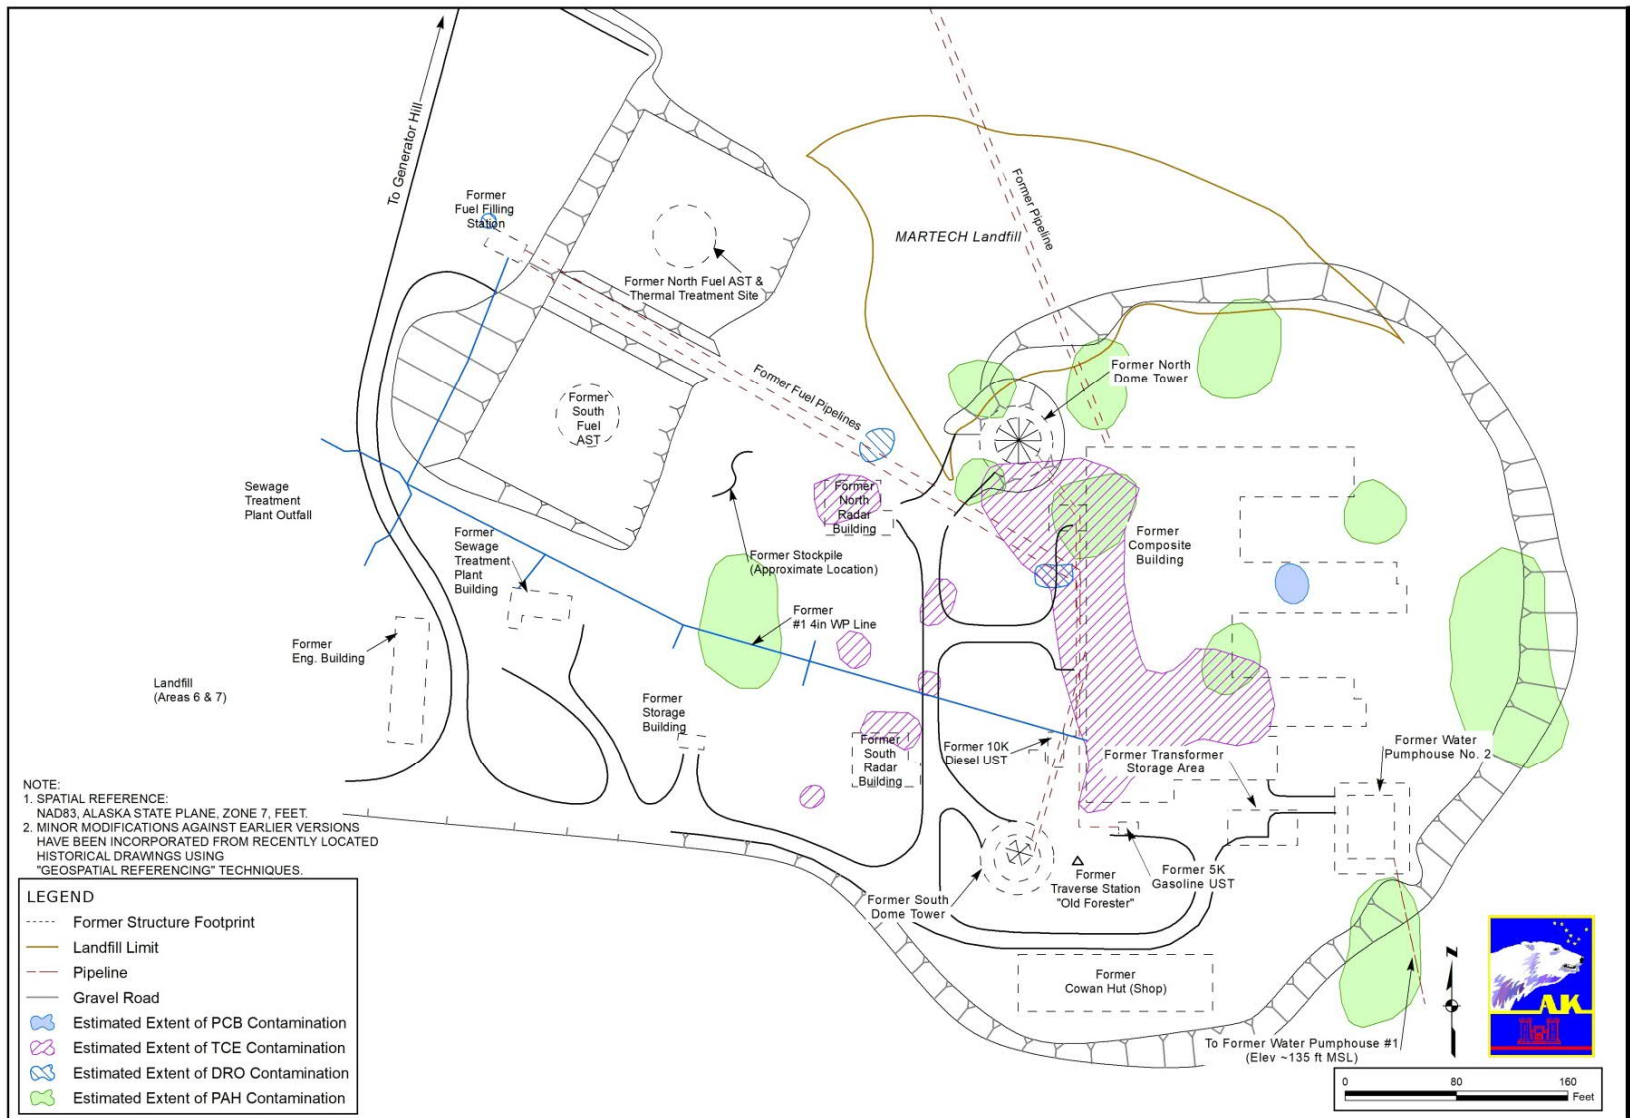 To Generator Hill
Former
Fuel Filling
Station
Former North Fuel AST &
Thermal Treatment Site
MARTECH Landfill
Former Pipeline
Former Fuel Pipelines
Former North
Dome Tower
Former
South
Fuel
AST
Sewage
Treatment
Plant Outfall
Former
Sewage
Treatment
Plant
Building
Former
North
Radar
Building
Former
Composite
Building
Former Stockpile
(Approximate Location)
Former
#1 4in WP Line
Former
Eng. Building
Landfill
(Areas 6 & 7)
Former
Storage
Building
Former
South
Radar
Building
Former 10K
Diesel UST
Former Transformer
Storage Area
Former Water
Pumphouse No. 2
Former 5K
Gasoline UST
Former
Traverse Station
"Old Forester"
Former South
Dome Tower
Former
Cowan Hut (Shop)
To Former Water Pumphouse #1
(Elev ~135 ft MSL)
NOTE:
1. SPATIAL REFERENCE:
NAD83, ALASKA STATE PLANE, ZONE 7, FEET.
2. MINOR MODIFICATIONS AGAINST EARLIER VERSIONS
HAVE BEEN INCORPORATED FROM RECENTLY LOCATED
HISTORICAL DRAWINGS USING
"GEOSPATIAL REFERENCING" TECHNIQUES.
LEGEND
Former Structure Footprint
Landfill Limit
Pipeline
Gravel Road
Estimated Extent of PCB Contamination
Estimated Extent of TCE Contamination
Estimated Extent of DRO Contamination
Estimated Extent of PAH Contamination
N
AK
0 80 160
Feet